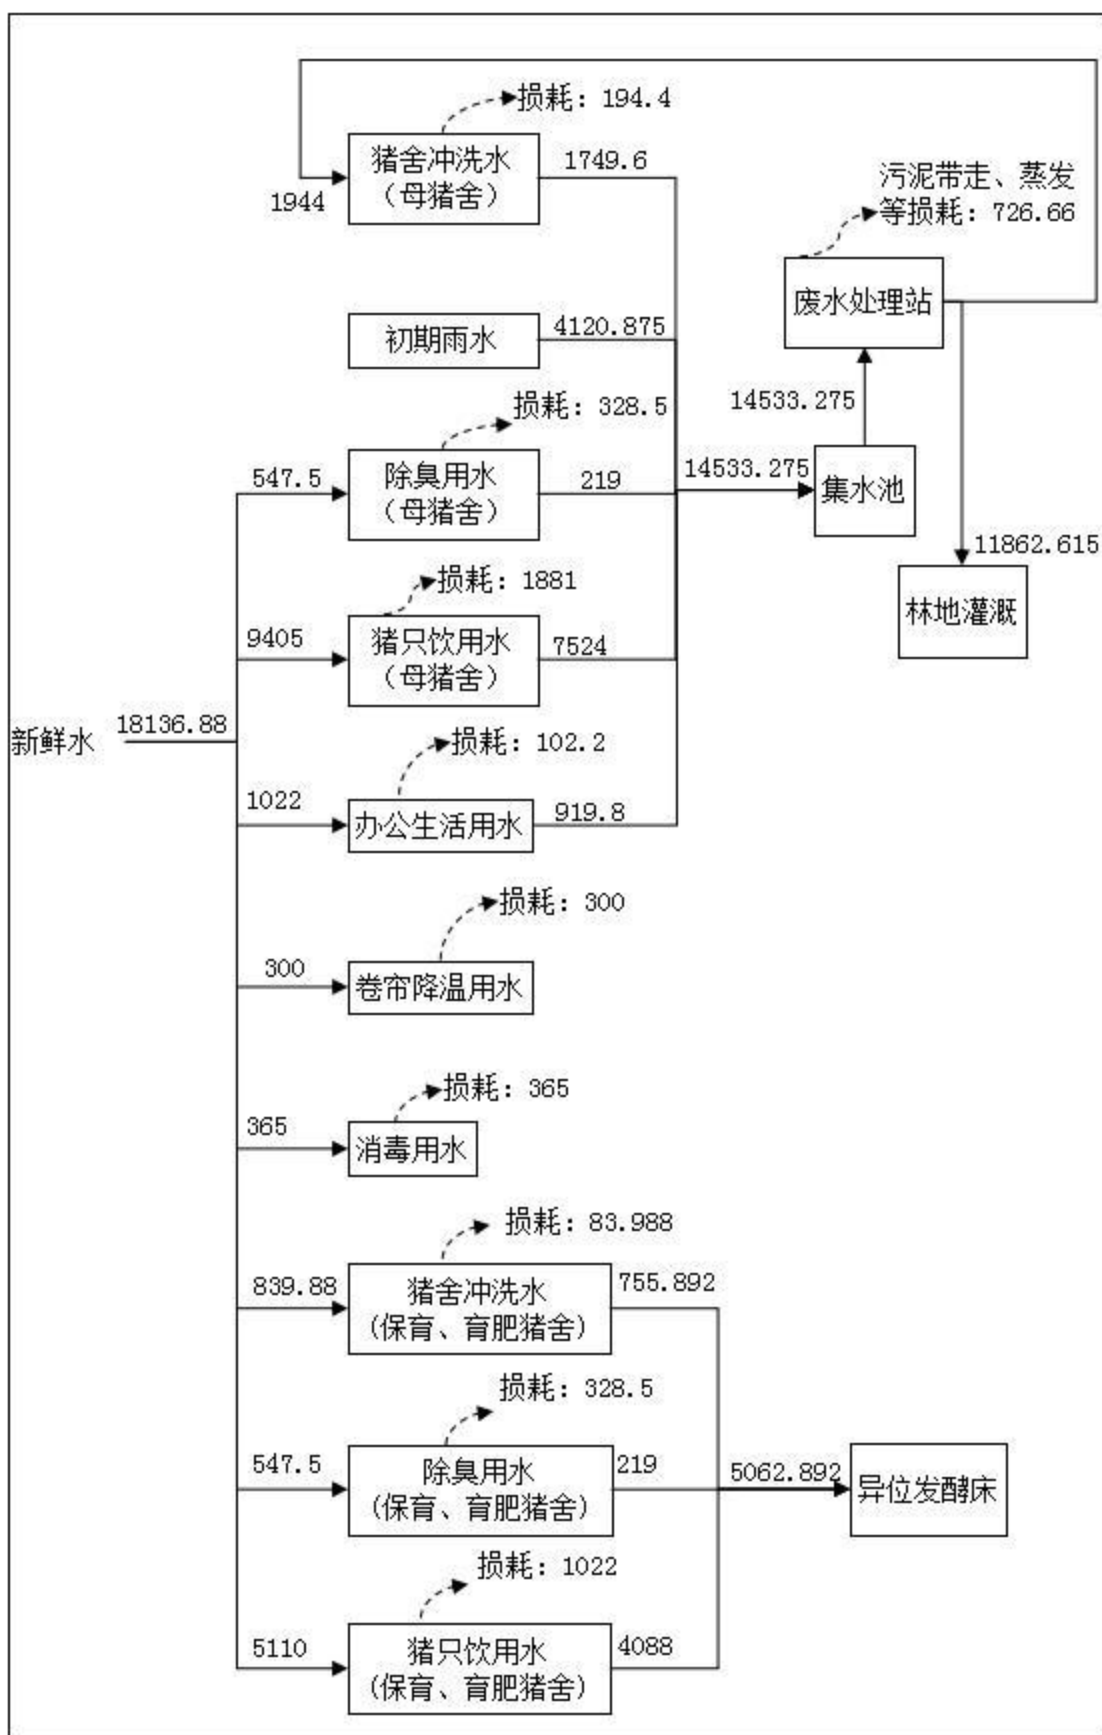 损耗：194.4
猪舍冲洗水
（母猪舍）
1749.6
1944
污泥带走、蒸发
等损耗：726.66
废水处理站
初期雨水
4120.875
损耗：328.5
14533.275
547.5
除臭用水
（母猪舍）
219
14533.275
集水池
11862.615
林地灌溉
损耗：1881
9405
猪只饮用水
（母猪舍）
7524
新鲜水
18136.88
损耗：102.2
1022
办公生活用水
919.8
损耗：300
300
卷帘降温用水
损耗：365
365
消毒用水
损耗：83.988
839.88
猪舍冲洗水
(保育、育肥猪舍)
755.892
损耗：328.5
547.5
除臭用水
(保育、育肥猪舍)
219
5062.892
异位发酵床
损耗：1022
5110
猪只饮用水
(保育、育肥猪舍)
4088